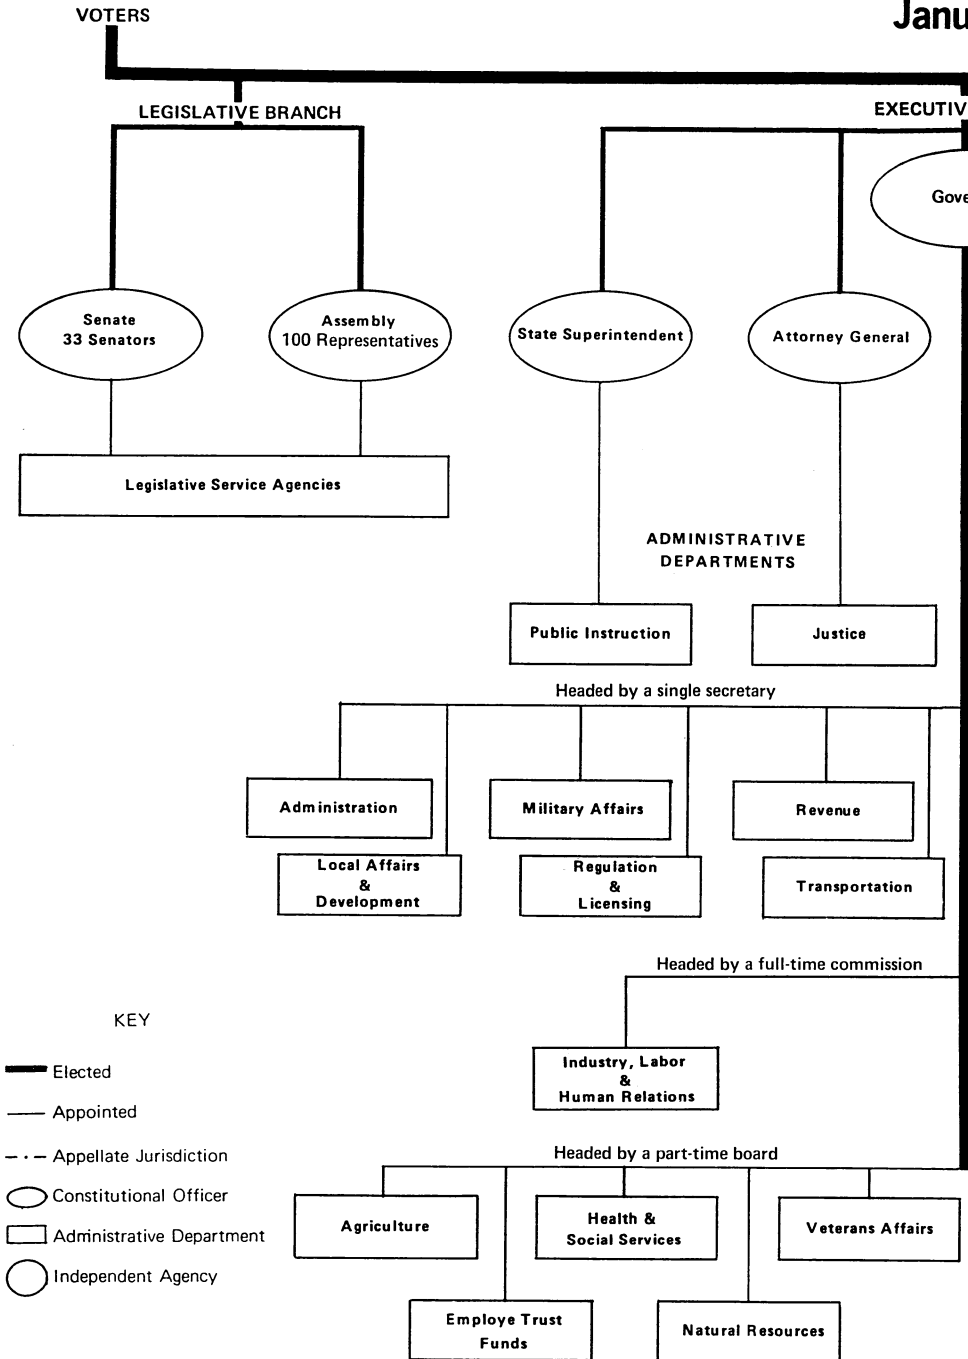 VOTERS
Janu
LEGISLATIVE BRANCH
EXECUTIV
Gove
Senate
33 Senators
Assembly
100 Representatives
State Superintendent
Attorney General
Legislative Service Agencies
ADMINISTRATIVE
DEPARTMENTS
Public Instruction
Justice
Headed by a single secretary
Administration
Military Affairs
Revenue
Local Affairs
&
Development
Regulation
&
Licensing
Transportation
Headed by a full-time commission
Industry, Labor
&
Human Relations
KEY
Elected
Appointed
Appellate Jurisdiction
Constitutional Officer
Administrative Department
Independent Agency
Headed by a part-time board
Agriculture
Health &
Social Services
Veterans Affairs
Employe Trust
Funds
Natural Resources